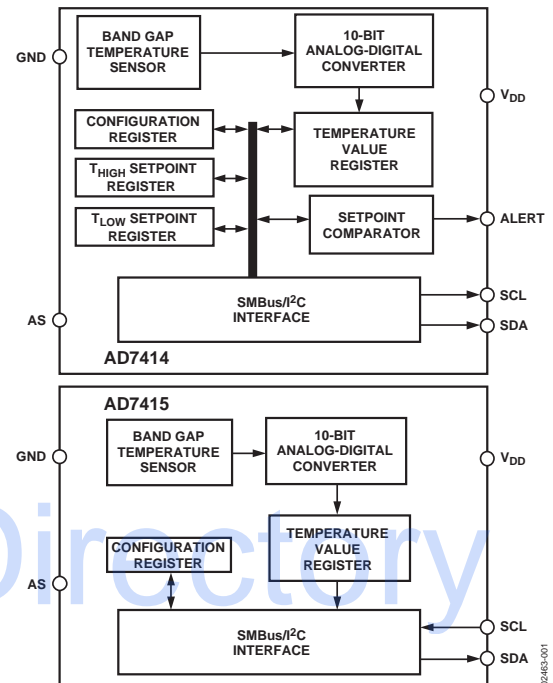 BAND GAP
TEMPERATURE
SENSOR
10-BIT
ANALOG-DIGITAL
CONVERTER
GND
VDD
CONFIGURATION
REGISTER
TEMPERATURE
VALUE
REGISTER
THIGH SETPOINT
REGISTER
TLOW SETPOINT
REGISTER
SETPOINT
COMPARATOR
ALERT
SMBus/I2C
INTERFACE
SCL
SDA
AS
AD7414
AD7415
BAND GAP
TEMPERATURE
SENSOR
10-BIT
ANALOG-DIGITAL
CONVERTER
GND
VDD
CONFIGURATION
REGISTER
TEMPERATURE
VALUE
REGISTER
Directory
AS
SMBus/I2C
INTERFACE
SCL
SDA
02463-001